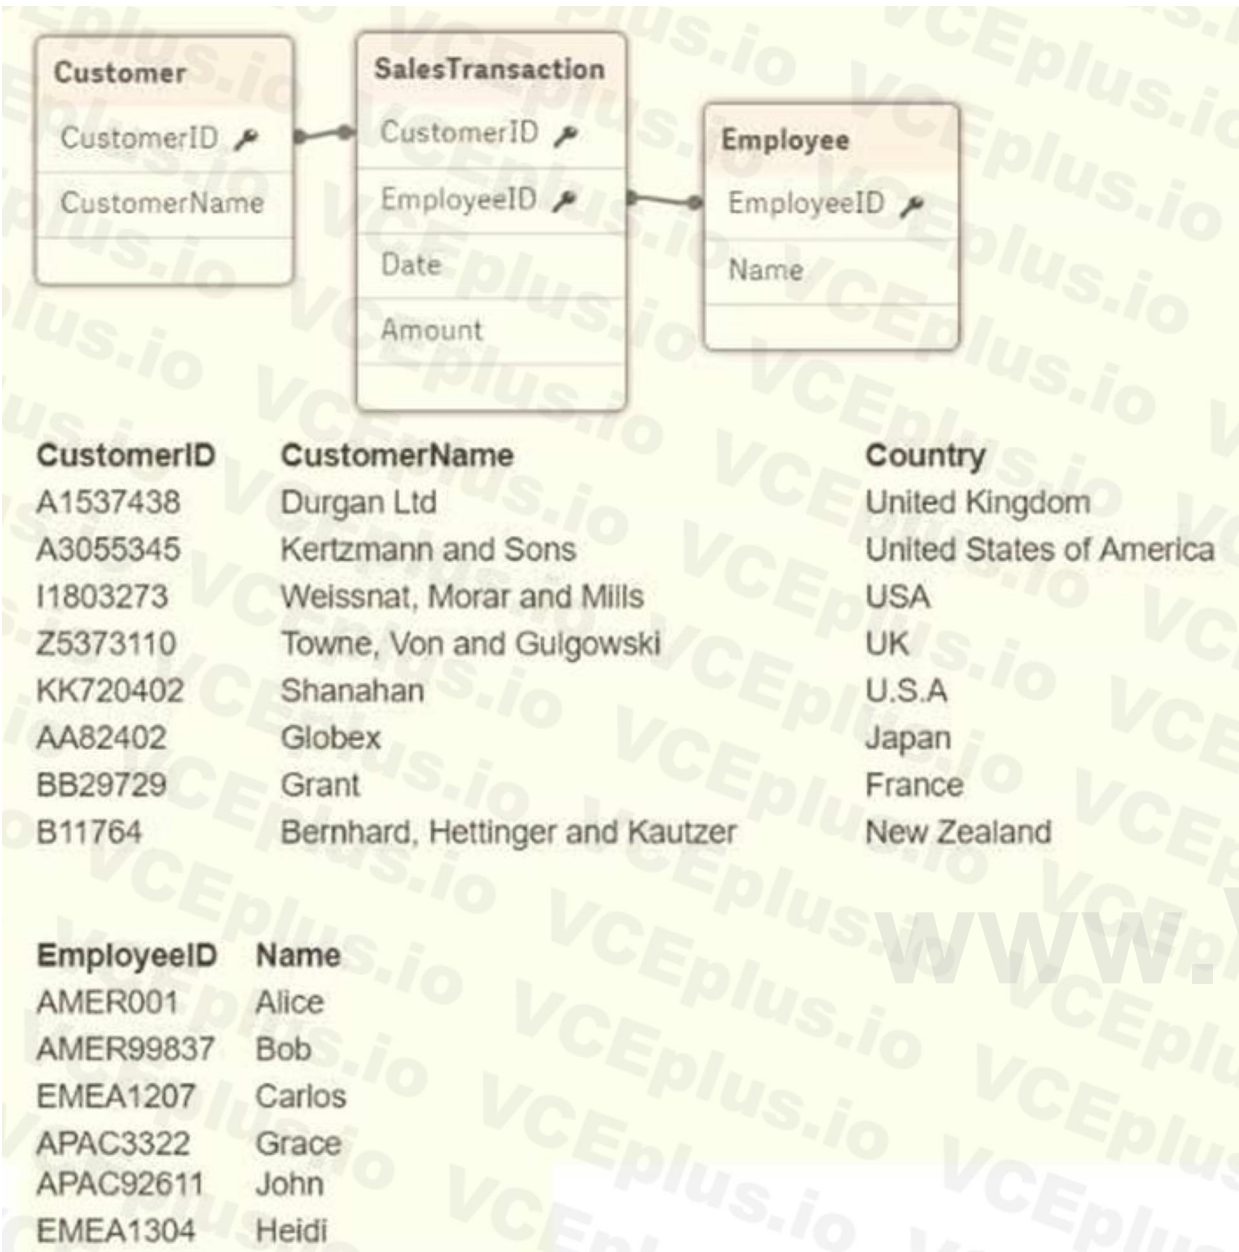 Customer
CustomerID
CustomerName
SalesTransaction
CustomerID
EmployeeID
Date
Amount
Employee
EmployeeID
Name
CustomerID CustomerName Country
A1537438 Durgan Ltd United Kingdom
A3055345 Kertzmann and Sons United States of America
I1803273 Weissnat, Morar and Mills USA
Z5373110 Towne, Von and Gulgowski UK
KK720402 Shanahan U.S.A
AA82402 Globex Japan
BB29729 Grant France
B11764 Bernhard, Hettinger and Kautzer New Zealand
www.
EmployeeID Name
AMER001 Alice
AMER99837 Bob
EMEA1207 Carlos
APAC3322 Grace
APAC92611 John
EMEA1304 Heidi
VCEplus.io